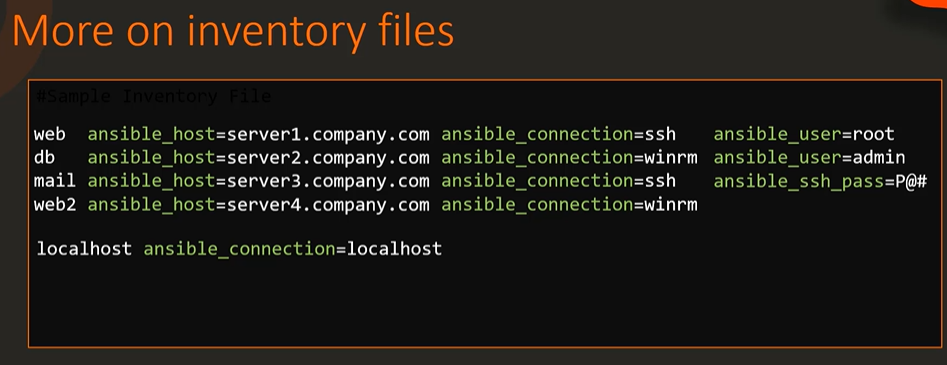 More on inventory files
#Sample Inventory File
web ansible_host=server1.company.com ansible_connection=ssh ansible_user=root
db ansible_host=server2.company.com ansible_connection=winrm ansible_user=admin
mail ansible_host=server3.company.com ansible_connection=ssh ansible_ssh_pass=P@#
web2 ansible_host=server4.company.com ansible_connection=winrm
localhost ansible_connection=localhost